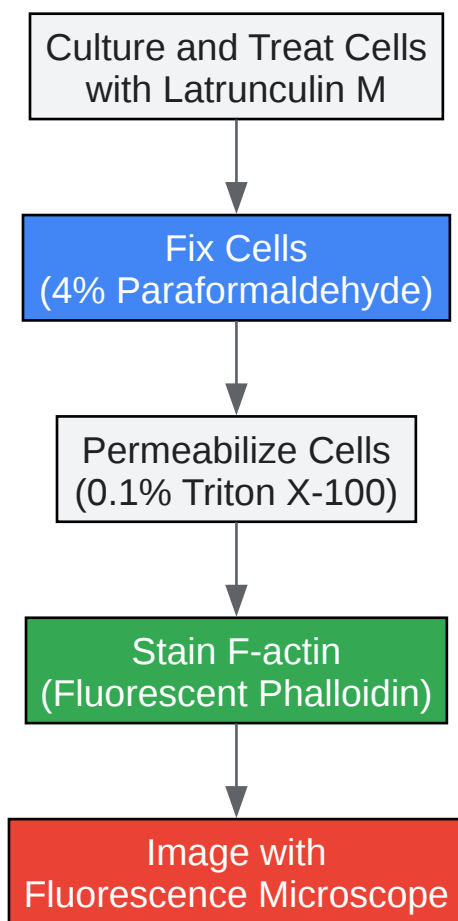 Culture and Treat Cells
with Latrunculin M
Fix Cells
(4% Paraformaldehyde)
Permeabilize Cells
(0.1% Triton X-100)
Stain F-actin
(Fluorescent Phalloidin)
Image with
Fluorescence Microscope